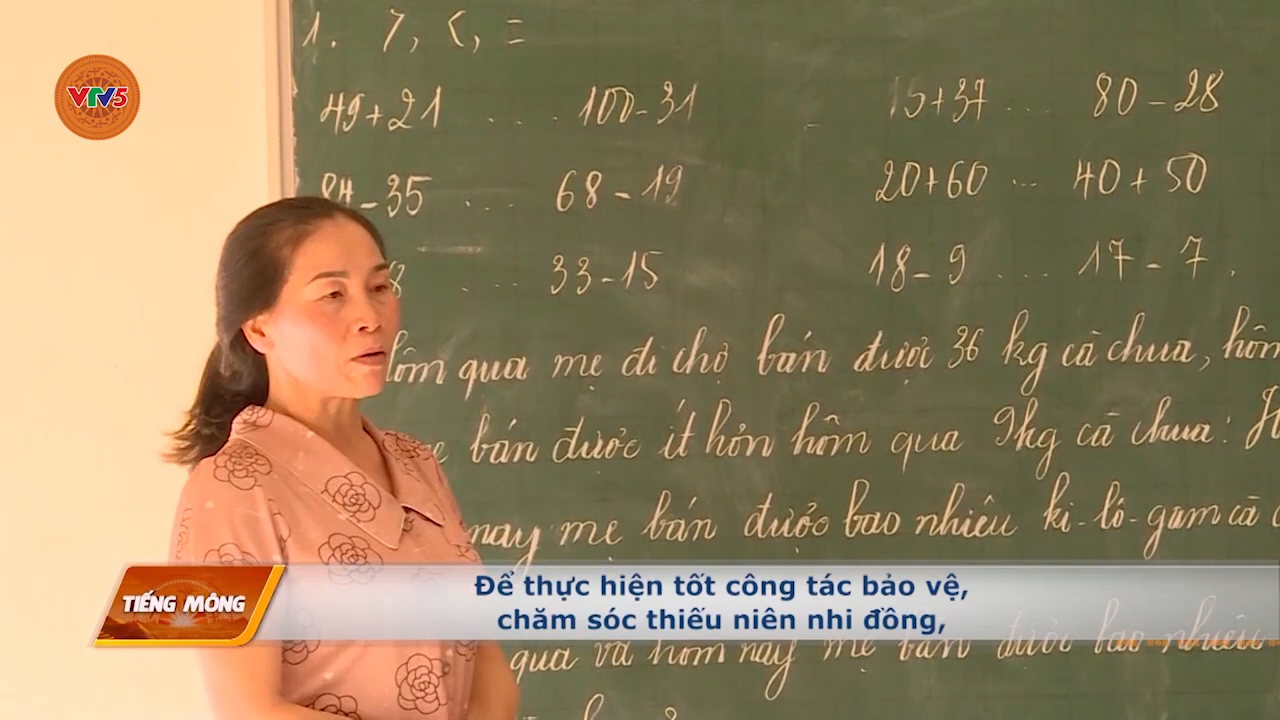 VTV5
1. >, <, =
49+21 .... 100-31
15+37 ... 80-28
84-35 .... 68-19
20+60 ... 40+50
8 .... 33-15
18-9 .... 17-7.
hôm qua mẹ đi chợ bán được 36 kg cà chua, hôm
bán được ít hơn hôm qua 9kg cà chua:
nay mẹ bán được bao nhiêu ki-lô-gam cà
TIẾNG MÔNG
Để thực hiện tốt công tác bảo vệ,
chăm sóc thiếu niên nhi đồng,
qua và hôm nay mẹ bán được bao nhiêu